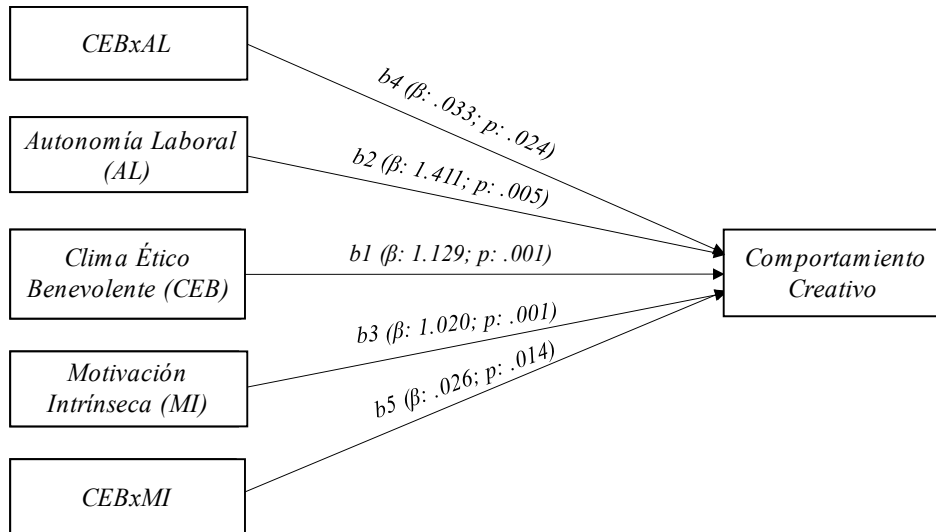 CEBxAL
b4 (β: .033; p: .024)
Autonomía Laboral
(AL)
b2 (β: 1.411; p: .005)
Clima Ético
Benevolente (CEB)
b1 (β: 1.129; p: .001)
Comportamiento
Creativo
b3 (β: 1.020; p: .001)
Motivación
Intrínseca (MI)
b5 (β: .026; p: .014)
CEBxMI